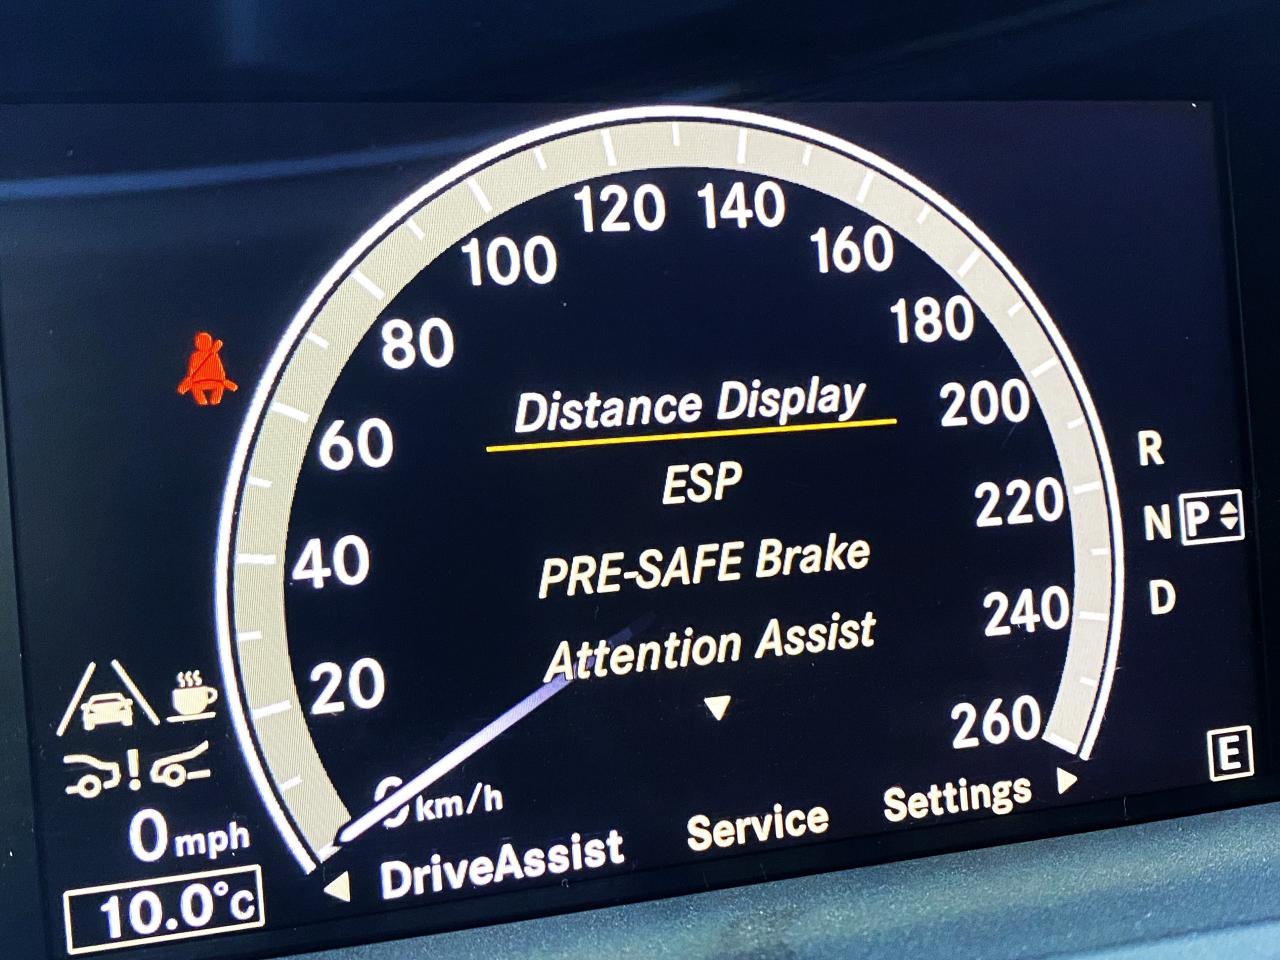 120 140
100 160
80 180
Distance Display
60 200
ESP
R
220
N P
PRE-SAFE Brake
40
D
240
Attention Assist
20
260
E
0 km/h
0 mph
DriveAssist Service Settings
10.0°C